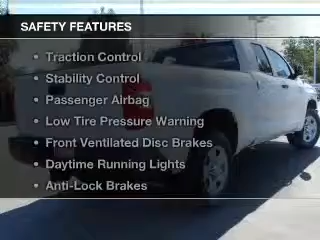 SAFETY FEATURES
• Traction Control
• Stability Control
• Passenger Airbag
• Low Tire Pressure Warning
• Front Ventilated Disc Brakes
• Daytime Running Lights
• Anti-Lock Brakes